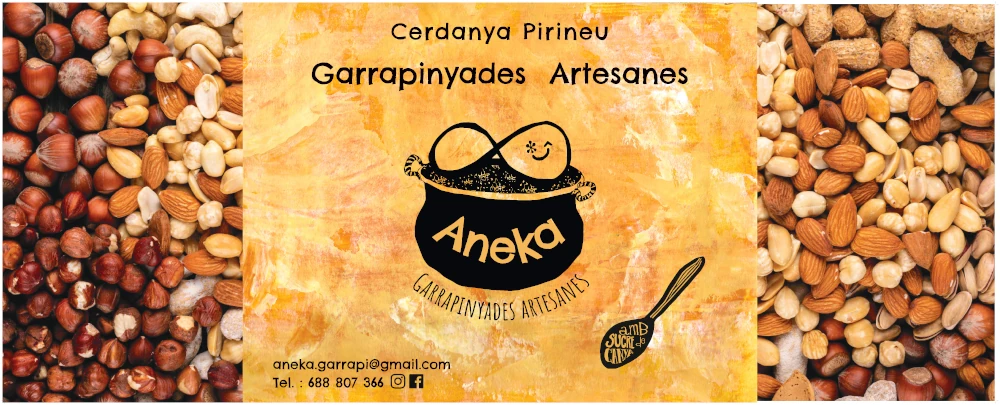 Cerdanya Pirineu
Garrapinyades Artesanes
Aneka
GARRAPINYADES ARTESANES
amb
SUCRE de
CANYA
aneka.garrapi@gmail.com
Tel. : 688 807 366